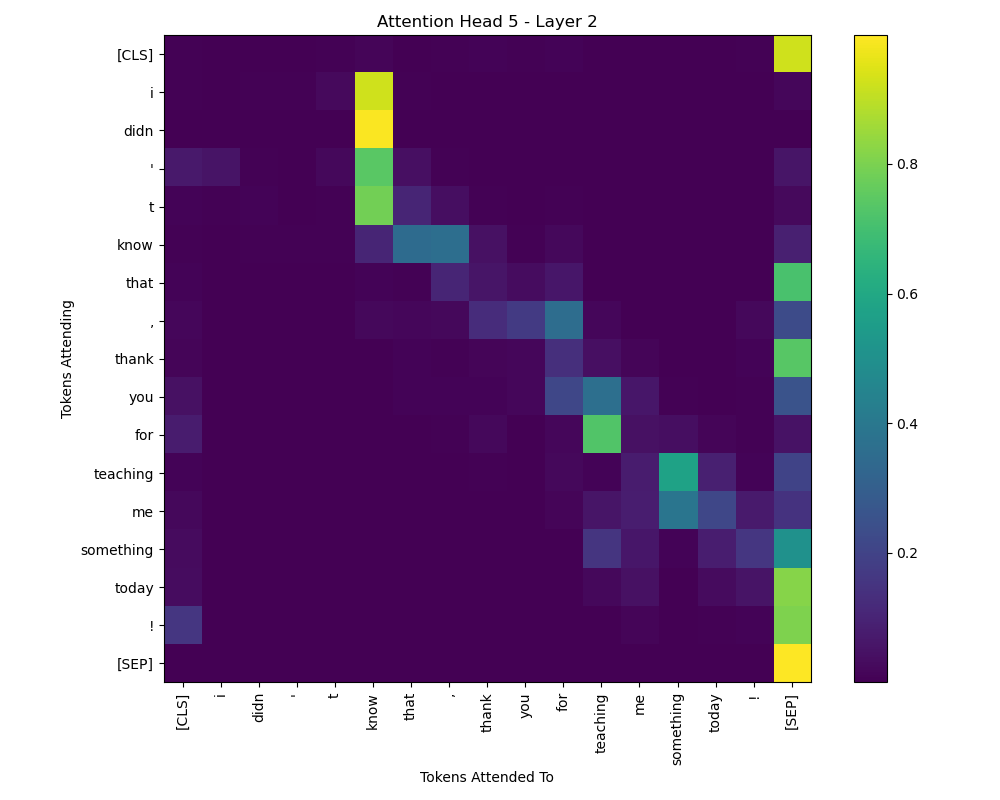 Attention Head 5 - Layer 2
[CLS]
i
didn
'
t
know
that
,
thank
you
for
teaching
me
something
today
!
[SEP]
Tokens Attending
[CLS]
i
didn
'
t
know
that
,
thank
you
for
teaching
me
something
today
!
[SEP]
Tokens Attended To
0.8
0.6
0.4
0.2